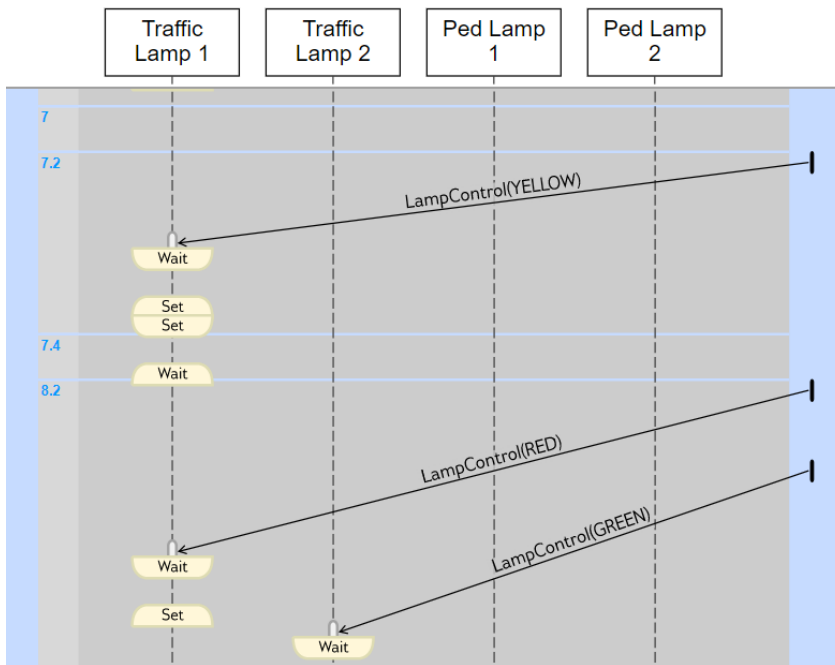 Traffic
Lamp 1
Traffic
Lamp 2
Ped Lamp
1
Ped Lamp
2
7
7.2
LampControl(YELLOW)
Wait
Set
Set
7.4
Wait
8.2
LampControl(RED)
LampControl(GREEN)
Wait
Set
Wait